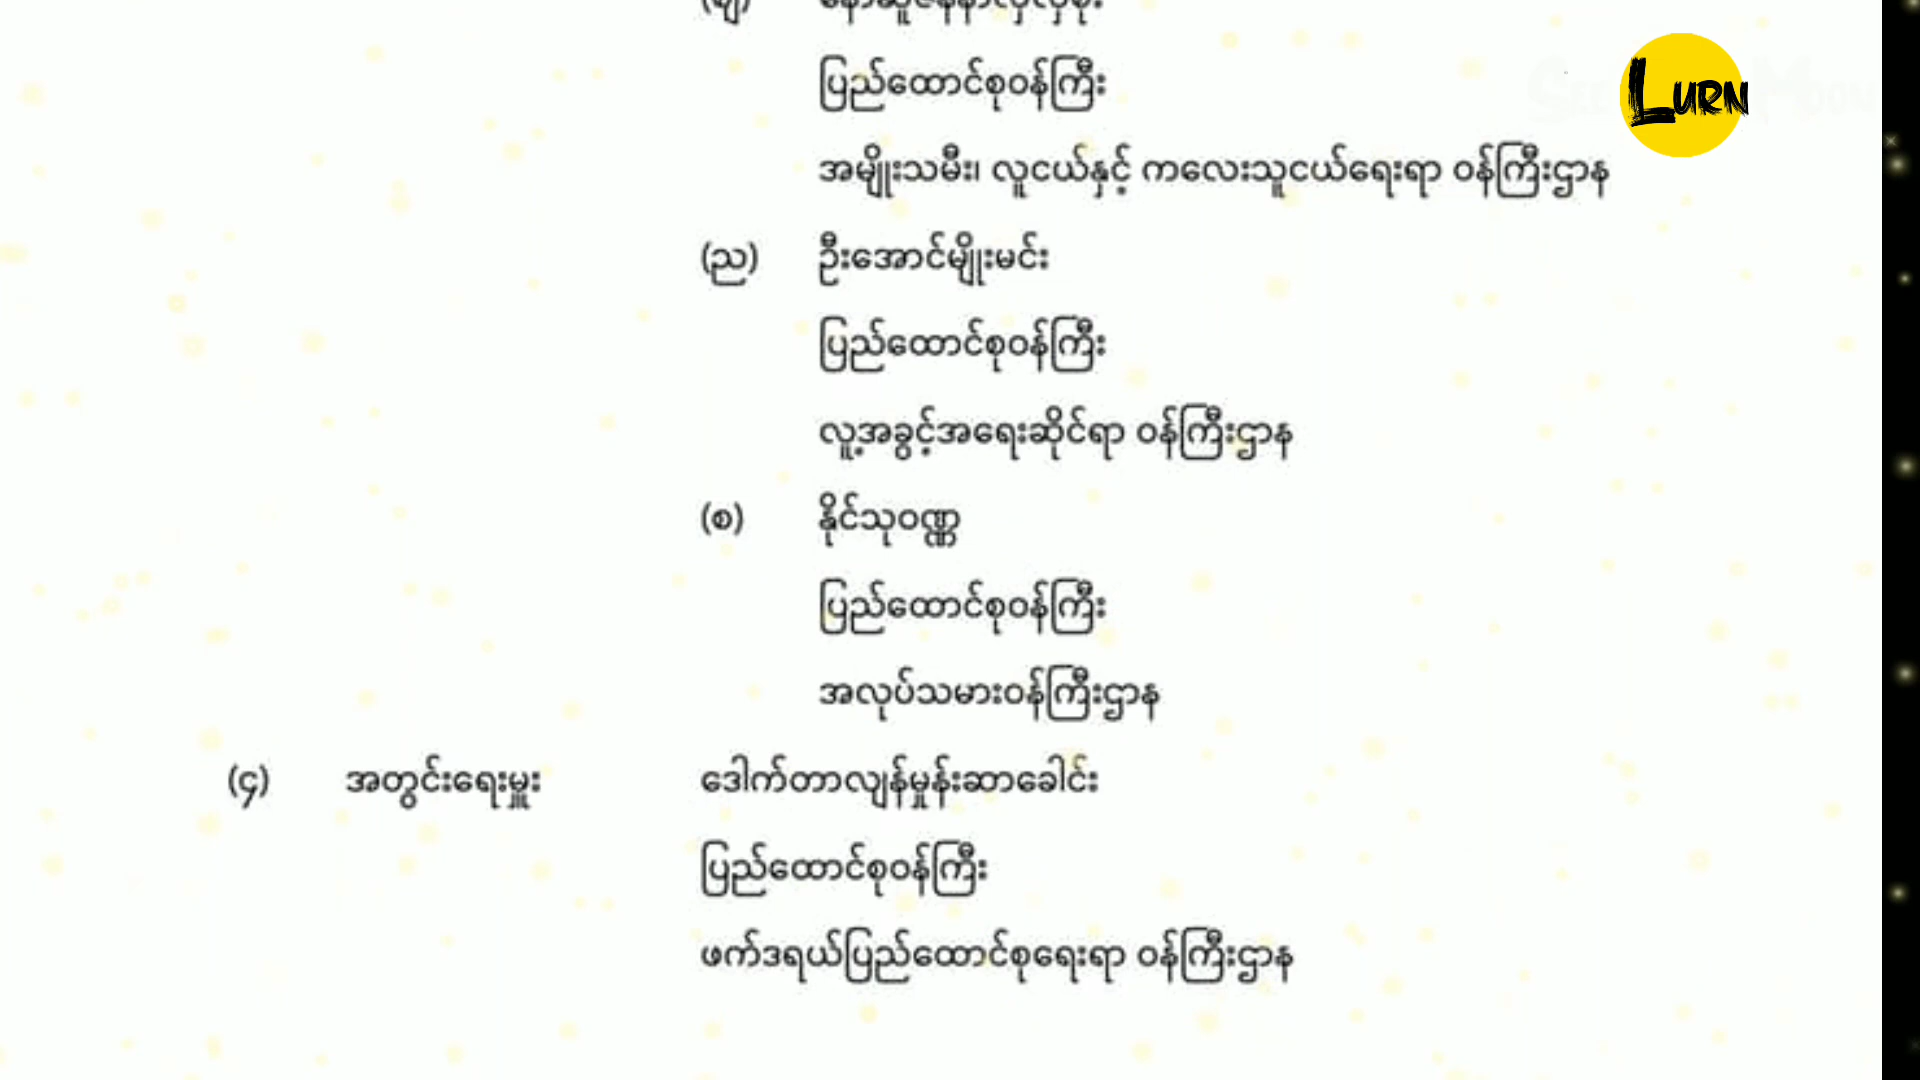 ပြည်ထောင်စုဝန်ကြီး
LURN
အမျိုးသမီး၊ လူငယ်နှင့် ကလေးသူငယ်ရေးရာ ဝန်ကြီးဌာန
(ည) ဦးအောင်မျိုးမင်း
ပြည်ထောင်စုဝန်ကြီး
လူ့အခွင့်အရေးဆိုင်ရာ ဝန်ကြီးဌာန
(စ) နိုင်သုဝဏ္ဏ
ပြည်ထောင်စုဝန်ကြီး
အလုပ်သမားဝန်ကြီးဌာန
(၄) အတွင်းရေးမှူး ဒေါက်တာလျန်မှုန်းဆာခေါင်း
ပြည်ထောင်စုဝန်ကြီး
ဖက်ဒရယ်ပြည်ထောင်စုရေးရာ ဝန်ကြီးဌာန